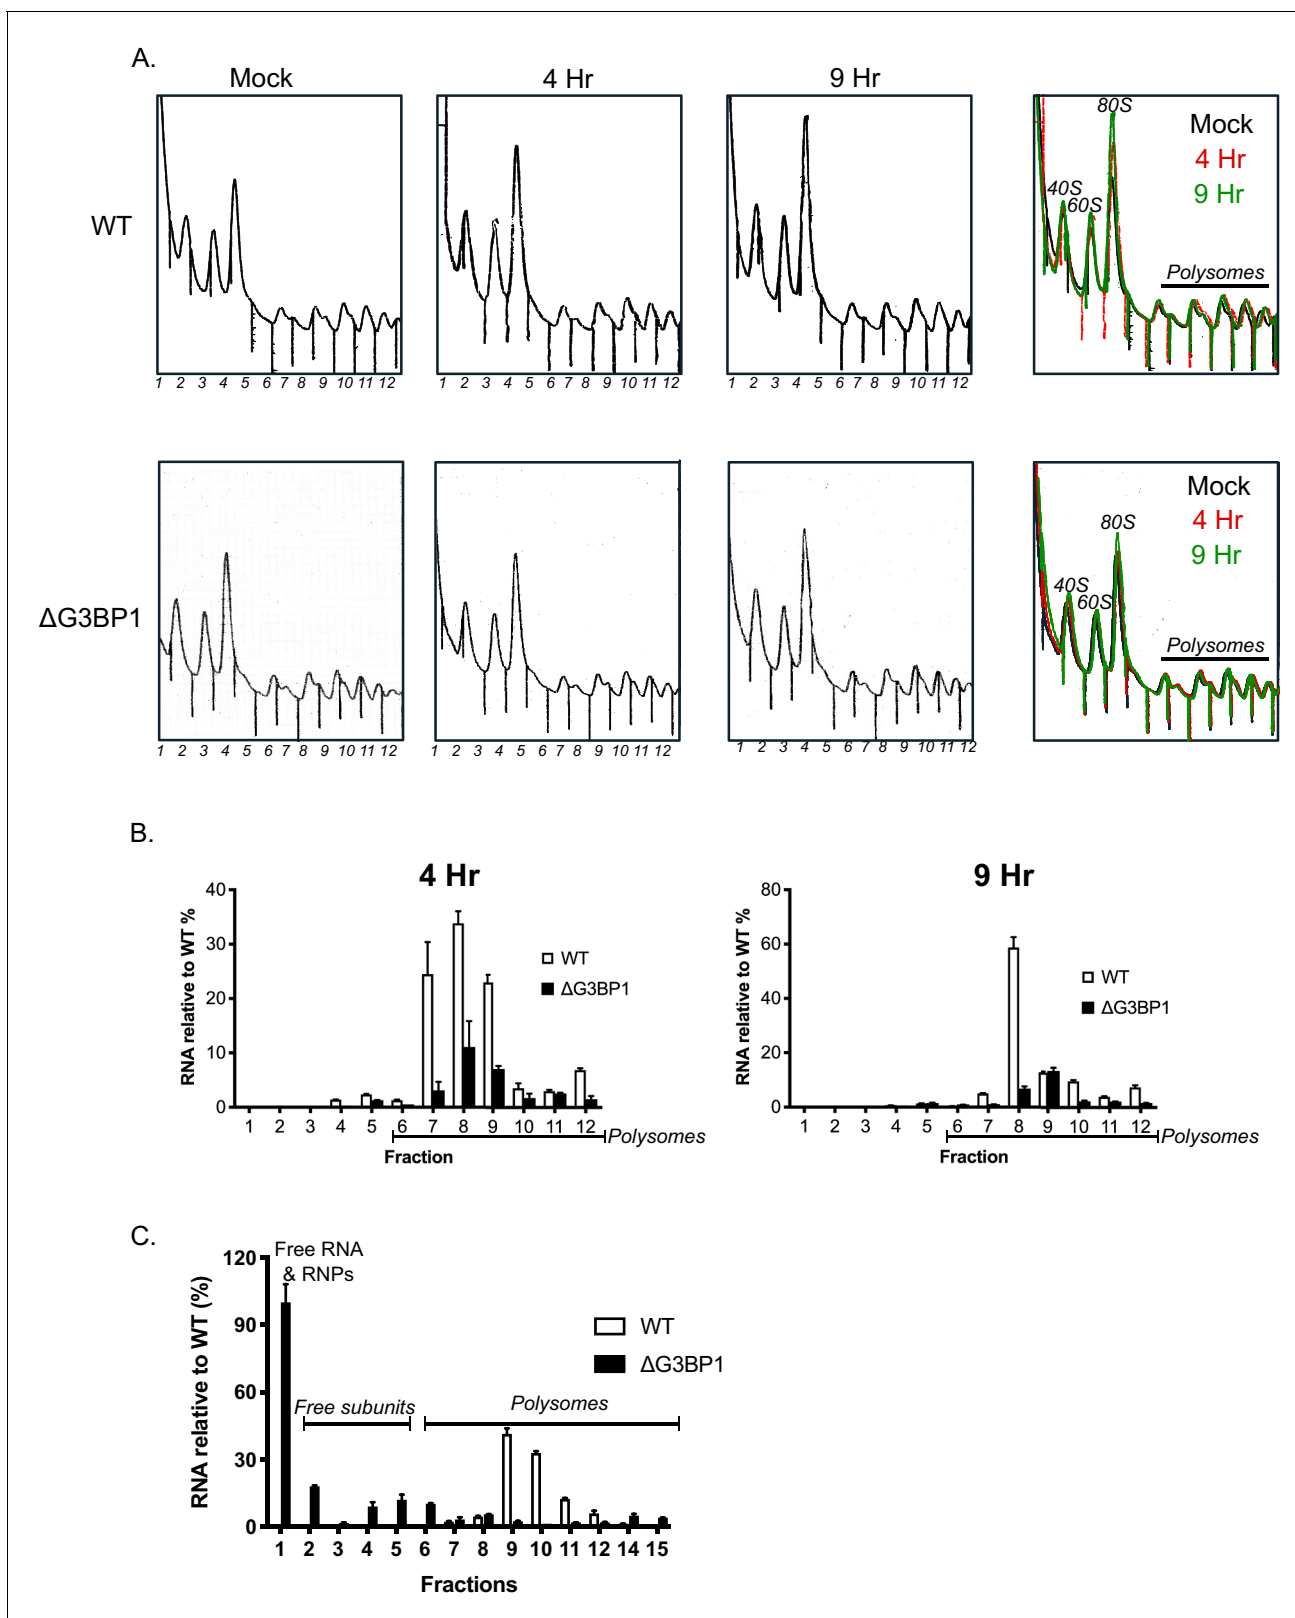 A.
Mock
4 Hr
9 Hr
WT
80S
40S
60S
Mock
4 Hr
9 Hr
Polysomes
1 2 3 4 5 6 7 8 9 10 11 12
1 2 3 4 5 6 7 8 9 10 11 12
1 2 3 4 5 6 7 8 9 10 11 12
ΔG3BP1
80S
40S
60S
Mock
4 Hr
9 Hr
Polysomes
1 2 3 4 5 6 7 8 9 10 11 12
1 2 3 4 5 6 7 8 9 10 11 12
1 2 3 4 5 6 7 8 9 10 11 12
B.
4 Hr
RNA relative to WT %
40
30
20
10
0
WT
ΔG3BP1
1 2 3 4 5 6 7 8 9 10 11 12
Polysomes
Fraction
9 Hr
RNA relative to WT %
80
60
40
20
0
WT
ΔG3BP1
1 2 3 4 5 6 7 8 9 10 11 12
Polysomes
Fraction
C.
RNA relative to WT (%)
120
90
60
30
0
Free RNA
& RNPs
WT
ΔG3BP1
Free subunits
Polysomes
1 2 3 4 5 6 7 8 9 10 11 12 14 15
Fractions